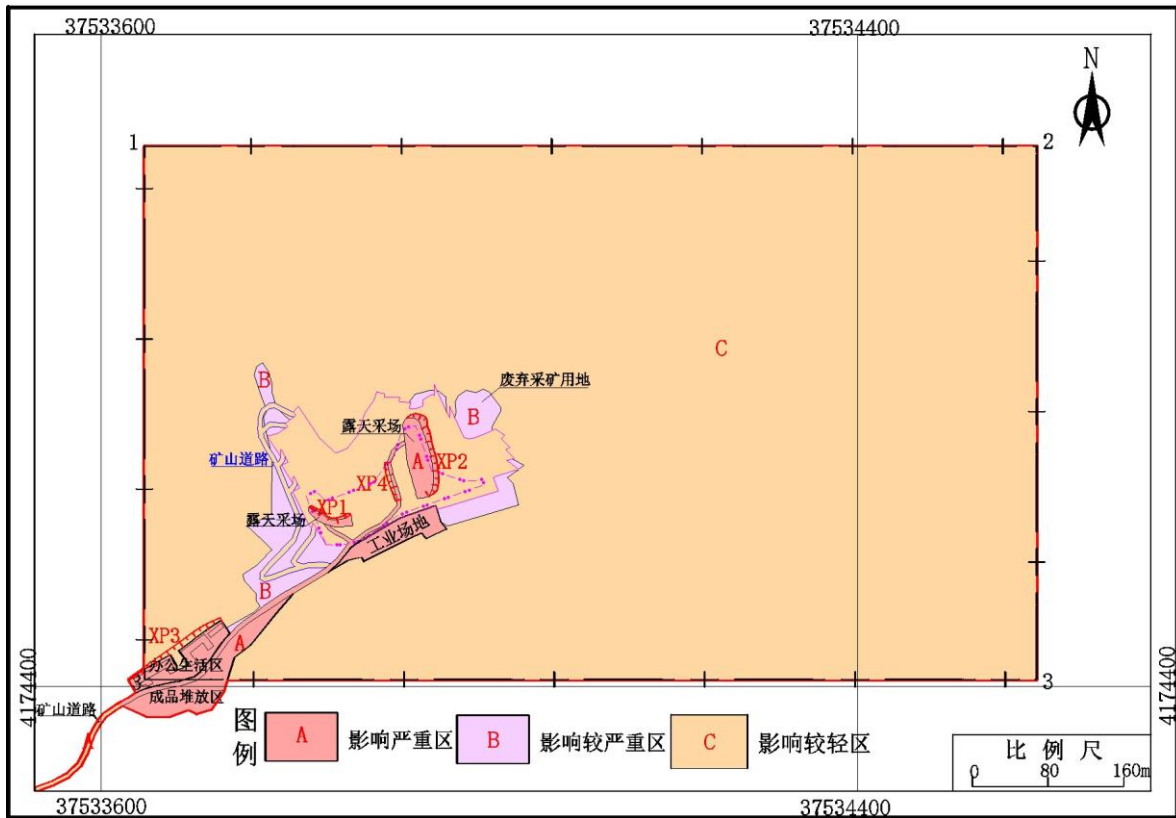 37533600
37534400
N
1
2
C
B
废弃采矿用地
B
露天采场
矿山道路
A
XP2
XP4
XP1
露天采场
工业场地
B
XP3
A
办公生活区
成品堆放区
3
4174400
4174400
矿山道路
A
图例
A
影响严重区
B
影响较严重区
C
影响较轻区
比例尺
0 80 160m
37533600
37534400